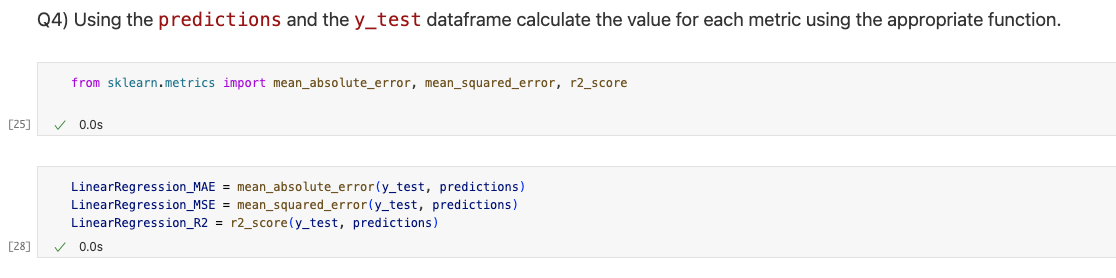 Q4) Using the predictions and the y_test dataframe calculate the value for each metric using the appropriate function.
from sklearn.metrics import mean_absolute_error, mean_squared_error, r2_score
[25] ✓ 0.0s
LinearRegression_MAE = mean_absolute_error(y_test, predictions)
LinearRegression_MSE = mean_squared_error(y_test, predictions)
LinearRegression_R2 = r2_score(y_test, predictions)
[28] ✓ 0.0s